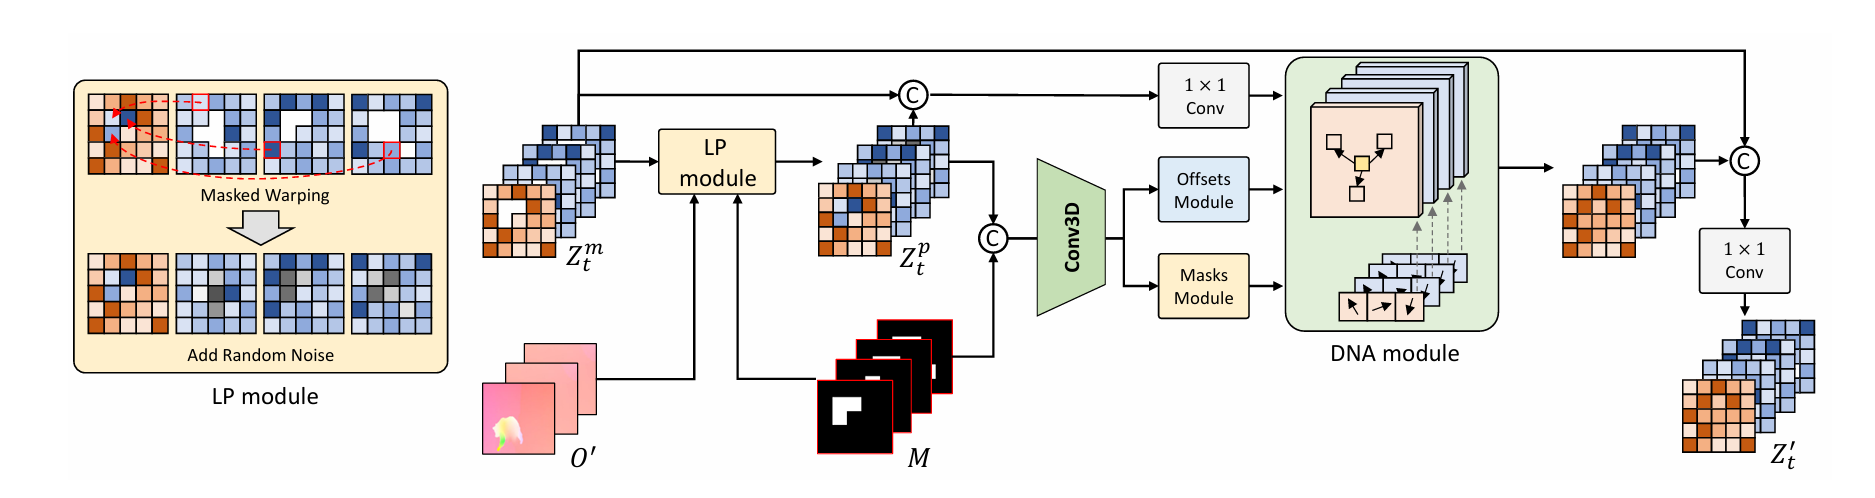 Masked Warping
Add Random Noise
LP module
Z_t^m
LP
module
O′
Z_t^p
M
C
C
Conv3D
1 × 1
Conv
Offsets
Module
Masks
Module
DNA module
C
1 × 1
Conv
Z_t′